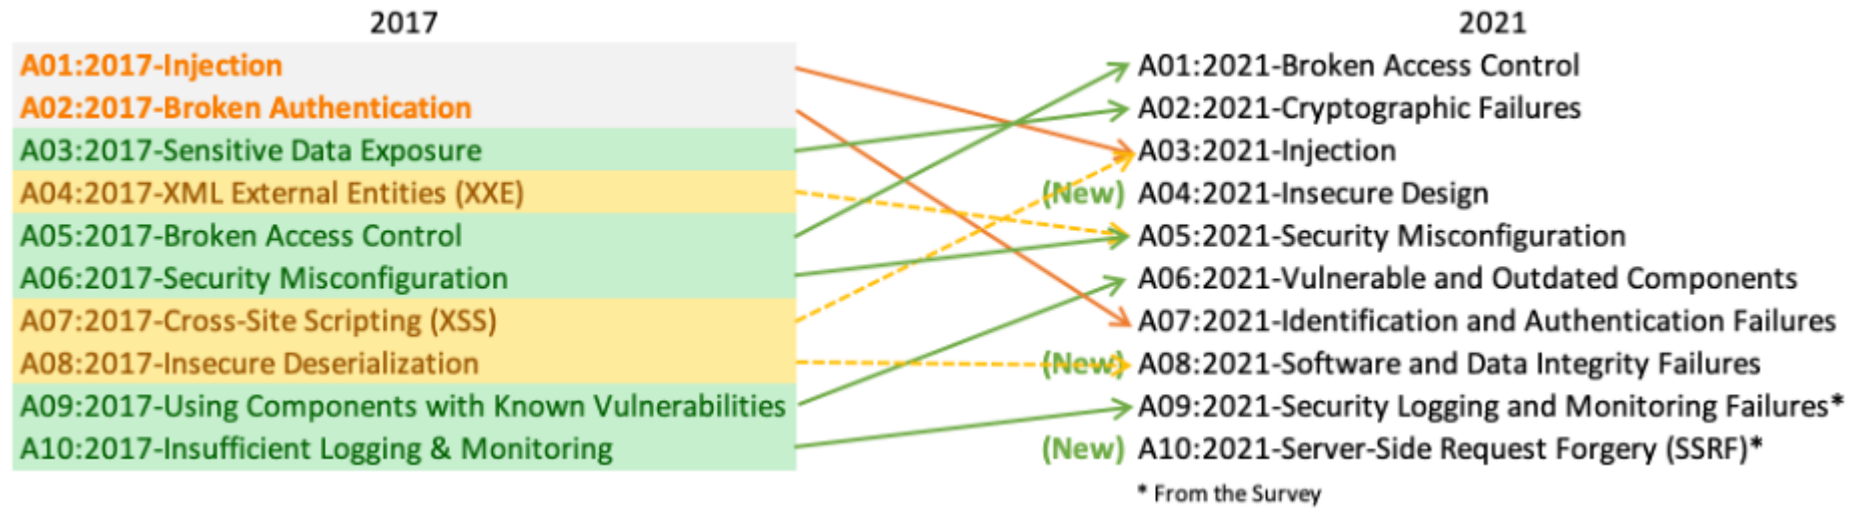 2017
A01:2017-Injection
A02:2017-Broken Authentication
A03:2017-Sensitive Data Exposure
A04:2017-XML External Entities (XXE)
A05:2017-Broken Access Control
A06:2017-Security Misconfiguration
A07:2017-Cross-Site Scripting (XSS)
A08:2017-Insecure Deserialization
A09:2017-Using Components with Known Vulnerabilities
A10:2017-Insufficient Logging & Monitoring
2021
A01:2021-Broken Access Control
A02:2021-Cryptographic Failures
A03:2021-Injection
(New) A04:2021-Insecure Design
A05:2021-Security Misconfiguration
A06:2021-Vulnerable and Outdated Components
A07:2021-Identification and Authentication Failures
(New) A08:2021-Software and Data Integrity Failures
A09:2021-Security Logging and Monitoring Failures*
(New) A10:2021-Server-Side Request Forgery (SSRF)*
* From the Survey